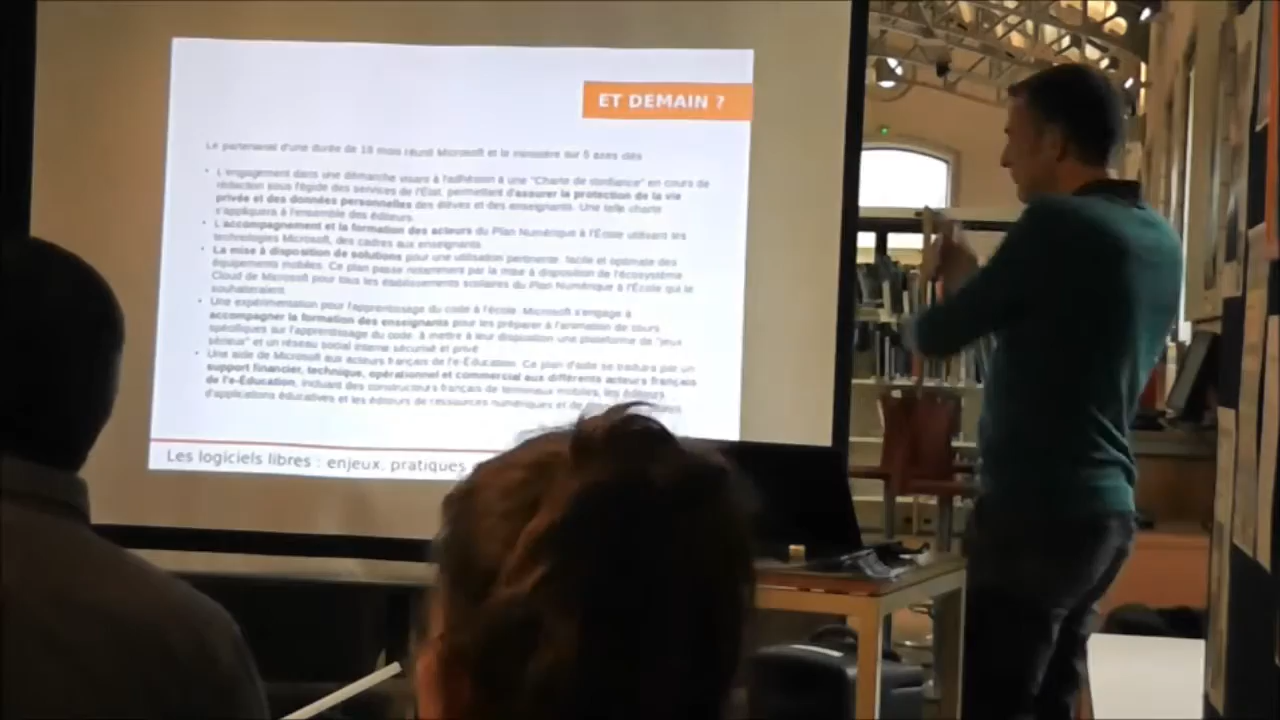 ET DEMAIN ?
Le partenariat d'une durée de 18 mois réunit Microsoft et le ministère sur 5 axes clés
• L'engagement dans une démarche visant à l'adhésion à une "Charte de confiance" en cours de
rédaction sous l'égide des services de l'État, permettant d'assurer la protection de la vie
privée et des données personnelles des élèves et des enseignants. Une telle charte
s'appliquera à l'ensemble des éditeurs.
• L'accompagnement et la formation des acteurs du Plan Numérique à l'École utilisant les
technologies Microsoft, des cadres aux enseignants.
• La mise à disposition de solutions pour une utilisation pertinente, facile et optimale des
équipements mobiles. Ce plan passe notamment par la mise à disposition de l'écosystème
Cloud de Microsoft pour tous les établissements scolaires du Plan Numérique à l'École qui le
souhaiteraient.
• Une expérimentation pour l'apprentissage du code à l'école. Microsoft s'engage à
accompagner la formation des enseignants pour les préparer à l'animation de cours
spécifiques sur l'apprentissage du code, à mettre à leur disposition une plateforme de "jeux
sérieux" et un réseau social interne sécurisé et privé
• Une aide de Microsoft aux acteurs français de l'e-Éducation. Ce plan d'aide se traduira par un
support financier, technique, opérationnel et commercial aux différents acteurs français
de l'e-Éducation, incluant des constructeurs français de terminaux mobiles, les éditeurs
d'applications éducatives et les éditeurs de ressources numériques et de
Les logiciels libres : enjeux, pratiques